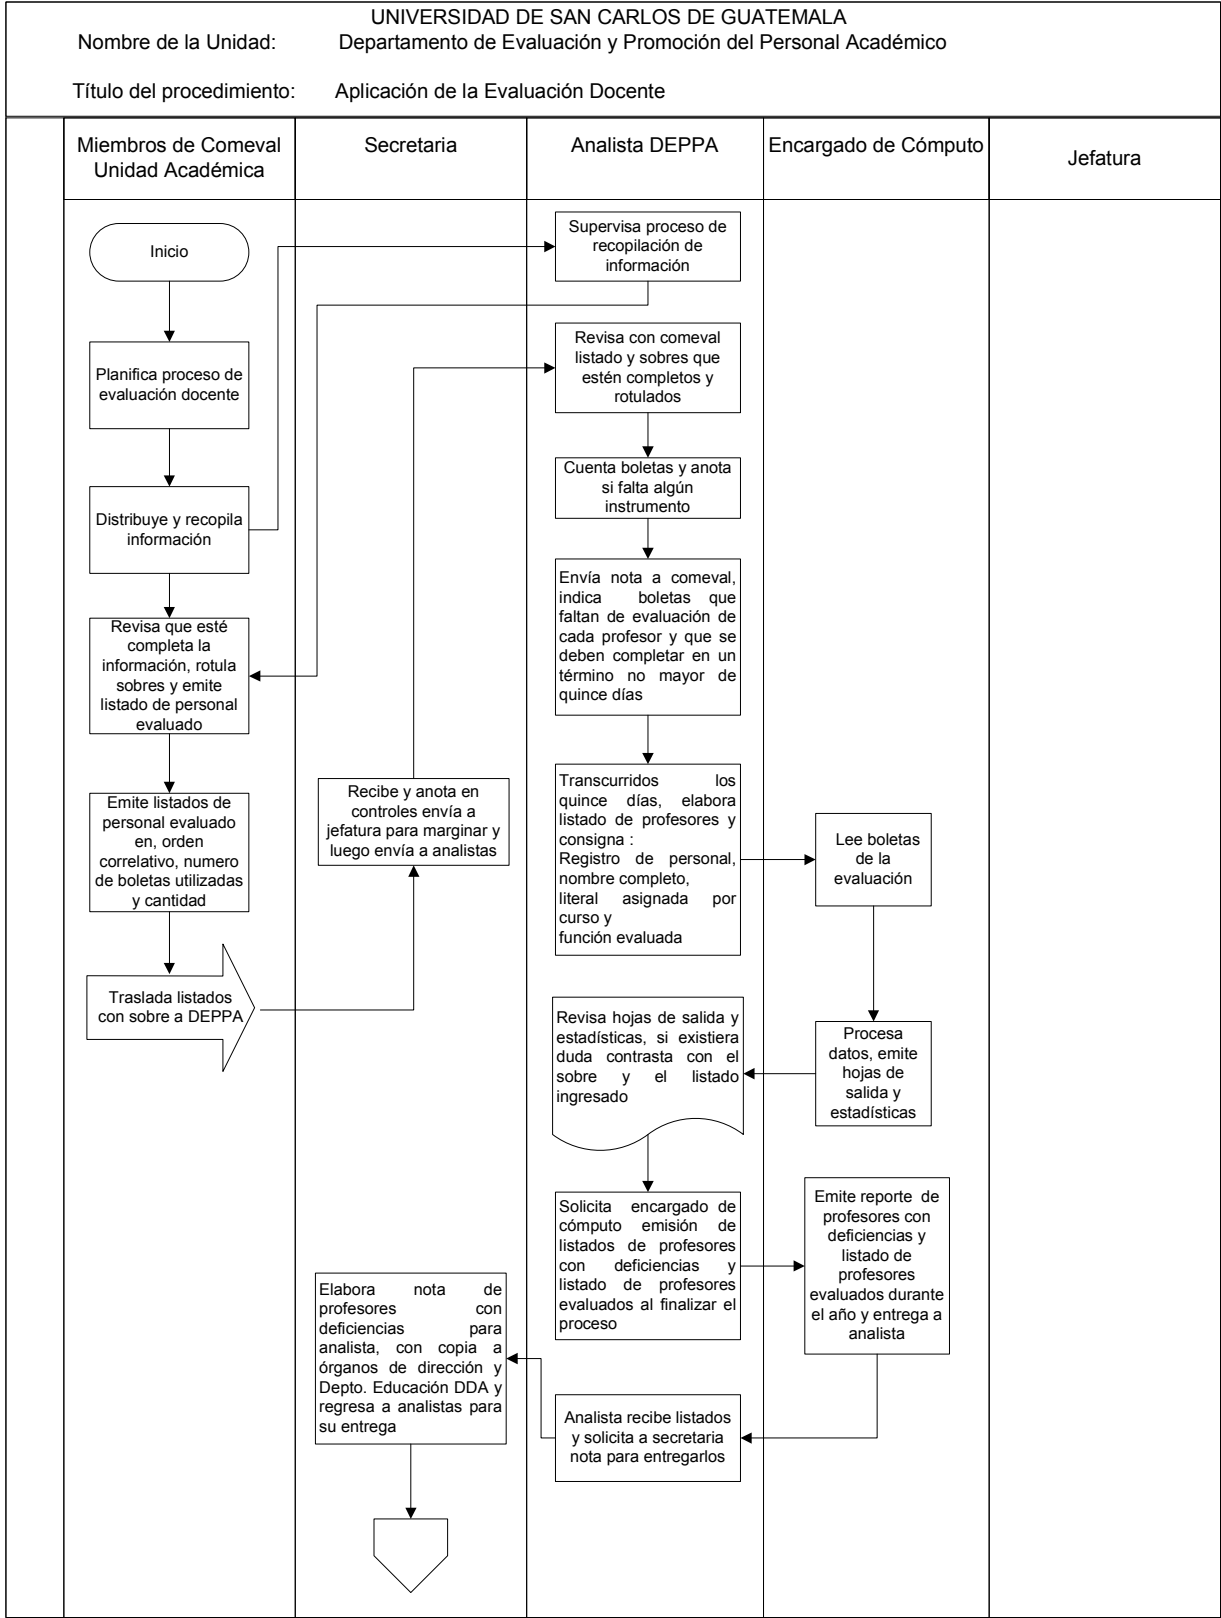 UNIVERSIDAD DE SAN CARLOS DE GUATEMALA
Nombre de la Unidad: Departamento de Evaluación y Promoción del Personal Académico
Título del procedimiento: Aplicación de la Evaluación Docente
Miembros de Comeval
Unidad Académica
Secretaria
Analista DEPPA
Encargado de Cómputo
Jefatura
Inicio
Planifica proceso de
evaluación docente
Distribuye y recopila
información
Supervisa proceso de
recopilación de
información
Revisa que esté
completa la
información, rotula
sobres y emite
listado de personal
evaluado
Emite listados de
personal evaluado
en, orden
correlativo, numero
de boletas utilizadas
y cantidad
Traslada listados
con sobre a DEPPA
Recibe y anota en
controles envía a
jefatura para marginar y
luego envía a analistas
Revisa con comeval
listado y sobres que
estén completos y
rotulados
Cuenta boletas y anota
si falta algún
instrumento
Envía nota a comeval,
indica boletas que
faltan de evaluación de
cada profesor y que se
deben completar en un
término no mayor de
quince días
Transcurridos los
quince días, elabora
listado de profesores y
consigna :
Registro de personal,
nombre completo,
literal asignada por
curso y
función evaluada
Lee boletas
de la
evaluación
Procesa
datos, emite
hojas de
salida y
estadísticas
Revisa hojas de salida y
estadísticas, si existiera
duda contrasta con el
sobre y el listado
ingresado
Solicita encargado de
cómputo emisión de
listados de profesores
con deficiencias y
listado de profesores
evaluados al finalizar el
proceso
Emite reporte de
profesores con
deficiencias y
listado de
profesores
evaluados durante
el año y entrega a
analista
Analista recibe listados
y solicita a secretaria
nota para entregarlos
Elabora nota de
profesores con
deficiencias para
analista, con copia a
órganos de dirección y
Depto. Educación DDA y
regresa a analistas para
su entrega